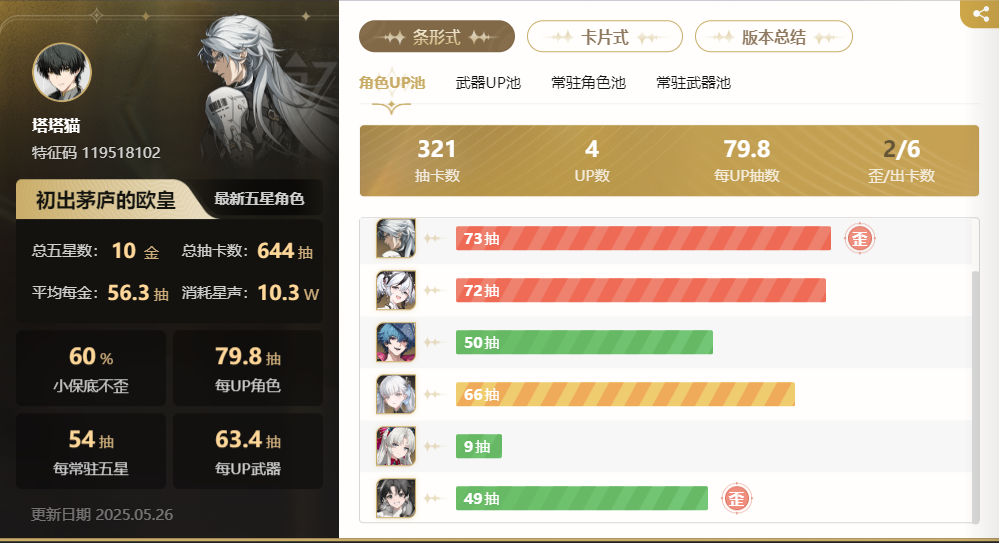 塔塔猫
特征码 119518102
初出茅庐的欧皇
最新五星角色
总五星数: 10 金
总抽卡数: 644 抽
平均每金: 56.3 抽
消耗星声: 10.3 W
60 %
小保底不歪
79.8 抽
每UP角色
54 抽
每常驻五星
63.4 抽
每UP武器
更新日期 2025.05.26
条形式
卡片式
版本总结
角色UP池
武器UP池
常驻角色池
常驻武器池
321
抽卡数
4
UP数
79.8
每UP抽数
2/6
歪/出卡数
73抽 歪
72抽
50抽
66抽
9抽
49抽 歪